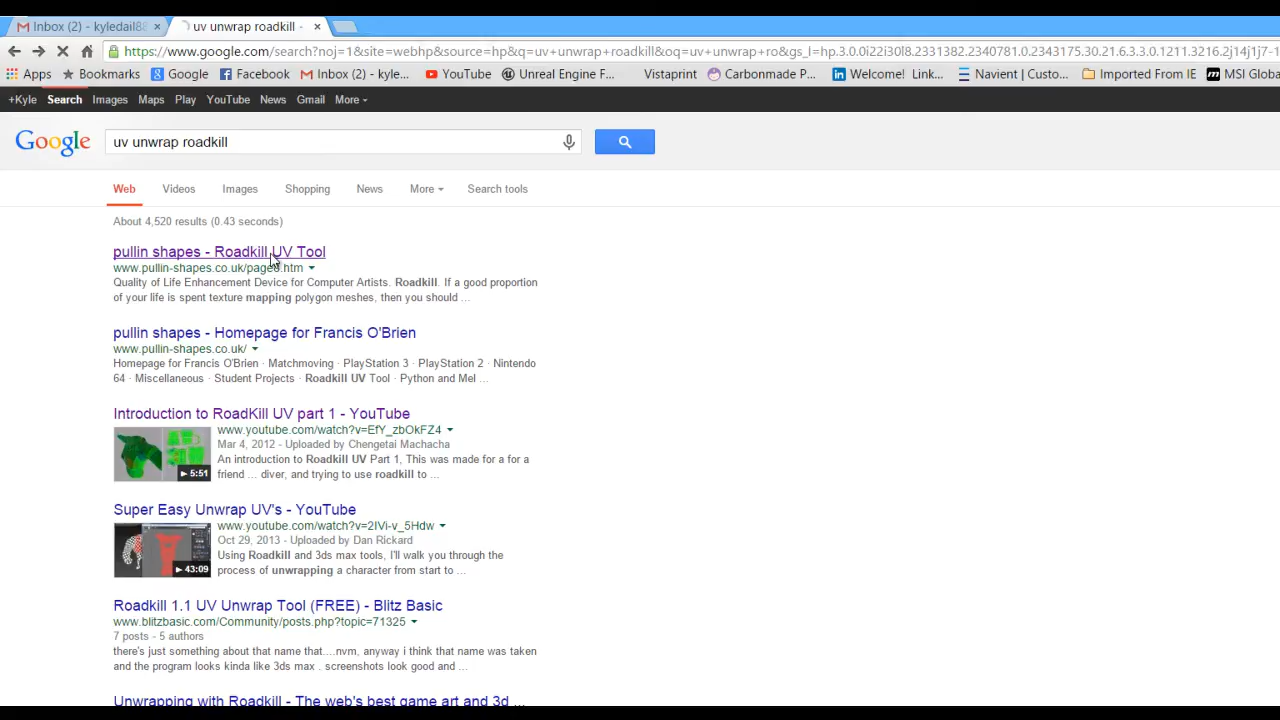 Inbox (2) - kyledail88 × uv unwrap roadkill - ×
https://www.google.com/search?noj=1&site=webhp&source=hp&q=uv+unwrap+roadkill&oq=uv+unwrap+ro&gs_l=hp.3.0.0i22i30l8.2331382.2340781.0.2343175.30.21.6.3.3.0.1211.3216.2j14j1j7-1
Apps Bookmarks Google Facebook Inbox (2) - kyle... YouTube Unreal Engine F... Vistaprint Carbonmade P... Welcome! Link... Navient | Custo... Imported From IE MSI Globa
+Kyle Search Images Maps Play YouTube News Gmail More
Google uv unwrap roadkill
Web Videos Images Shopping News More Search tools
About 4,520 results (0.43 seconds)
pullin shapes - Roadkill UV Tool
www.pullin-shapes.co.uk/page8.htm
Quality of Life Enhancement Device for Computer Artists. Roadkill. If a good proportion
of your life is spent texture mapping polygon meshes, then you should ...
pullin shapes - Homepage for Francis O'Brien
www.pullin-shapes.co.uk/
Homepage for Francis O'Brien · Matchmoving · PlayStation 3 · PlayStation 2 · Nintendo
64 · Miscellaneous · Student Projects · Roadkill UV Tool · Python and Mel ...
Introduction to RoadKill UV part 1 - YouTube
www.youtube.com/watch?v=EfY_zbOkFZ4
Mar 4, 2012 - Uploaded by Chengetai Machacha
An introduction to Roadkill UV Part 1, This was made for a for a
5:51 friend ... diver, and trying to use roadkill to ...
Super Easy Unwrap UV's - YouTube
www.youtube.com/watch?v=2IVi-v_5Hdw
Oct 29, 2013 - Uploaded by Dan Rickard
Using Roadkill and 3ds max tools, I'll walk you through the
43:09 process of unwrapping a character from start to ...
Roadkill 1.1 UV Unwrap Tool (FREE) - Blitz Basic
www.blitzbasic.com/Community/posts.php?topic=71325
7 posts - 5 authors
there's just something about that name that....nvm, anyway i think that name was taken
and the program looks kinda like 3ds max . screenshots look good and ...
Unwrapping with Roadkill - The web's best game art and 3d ...